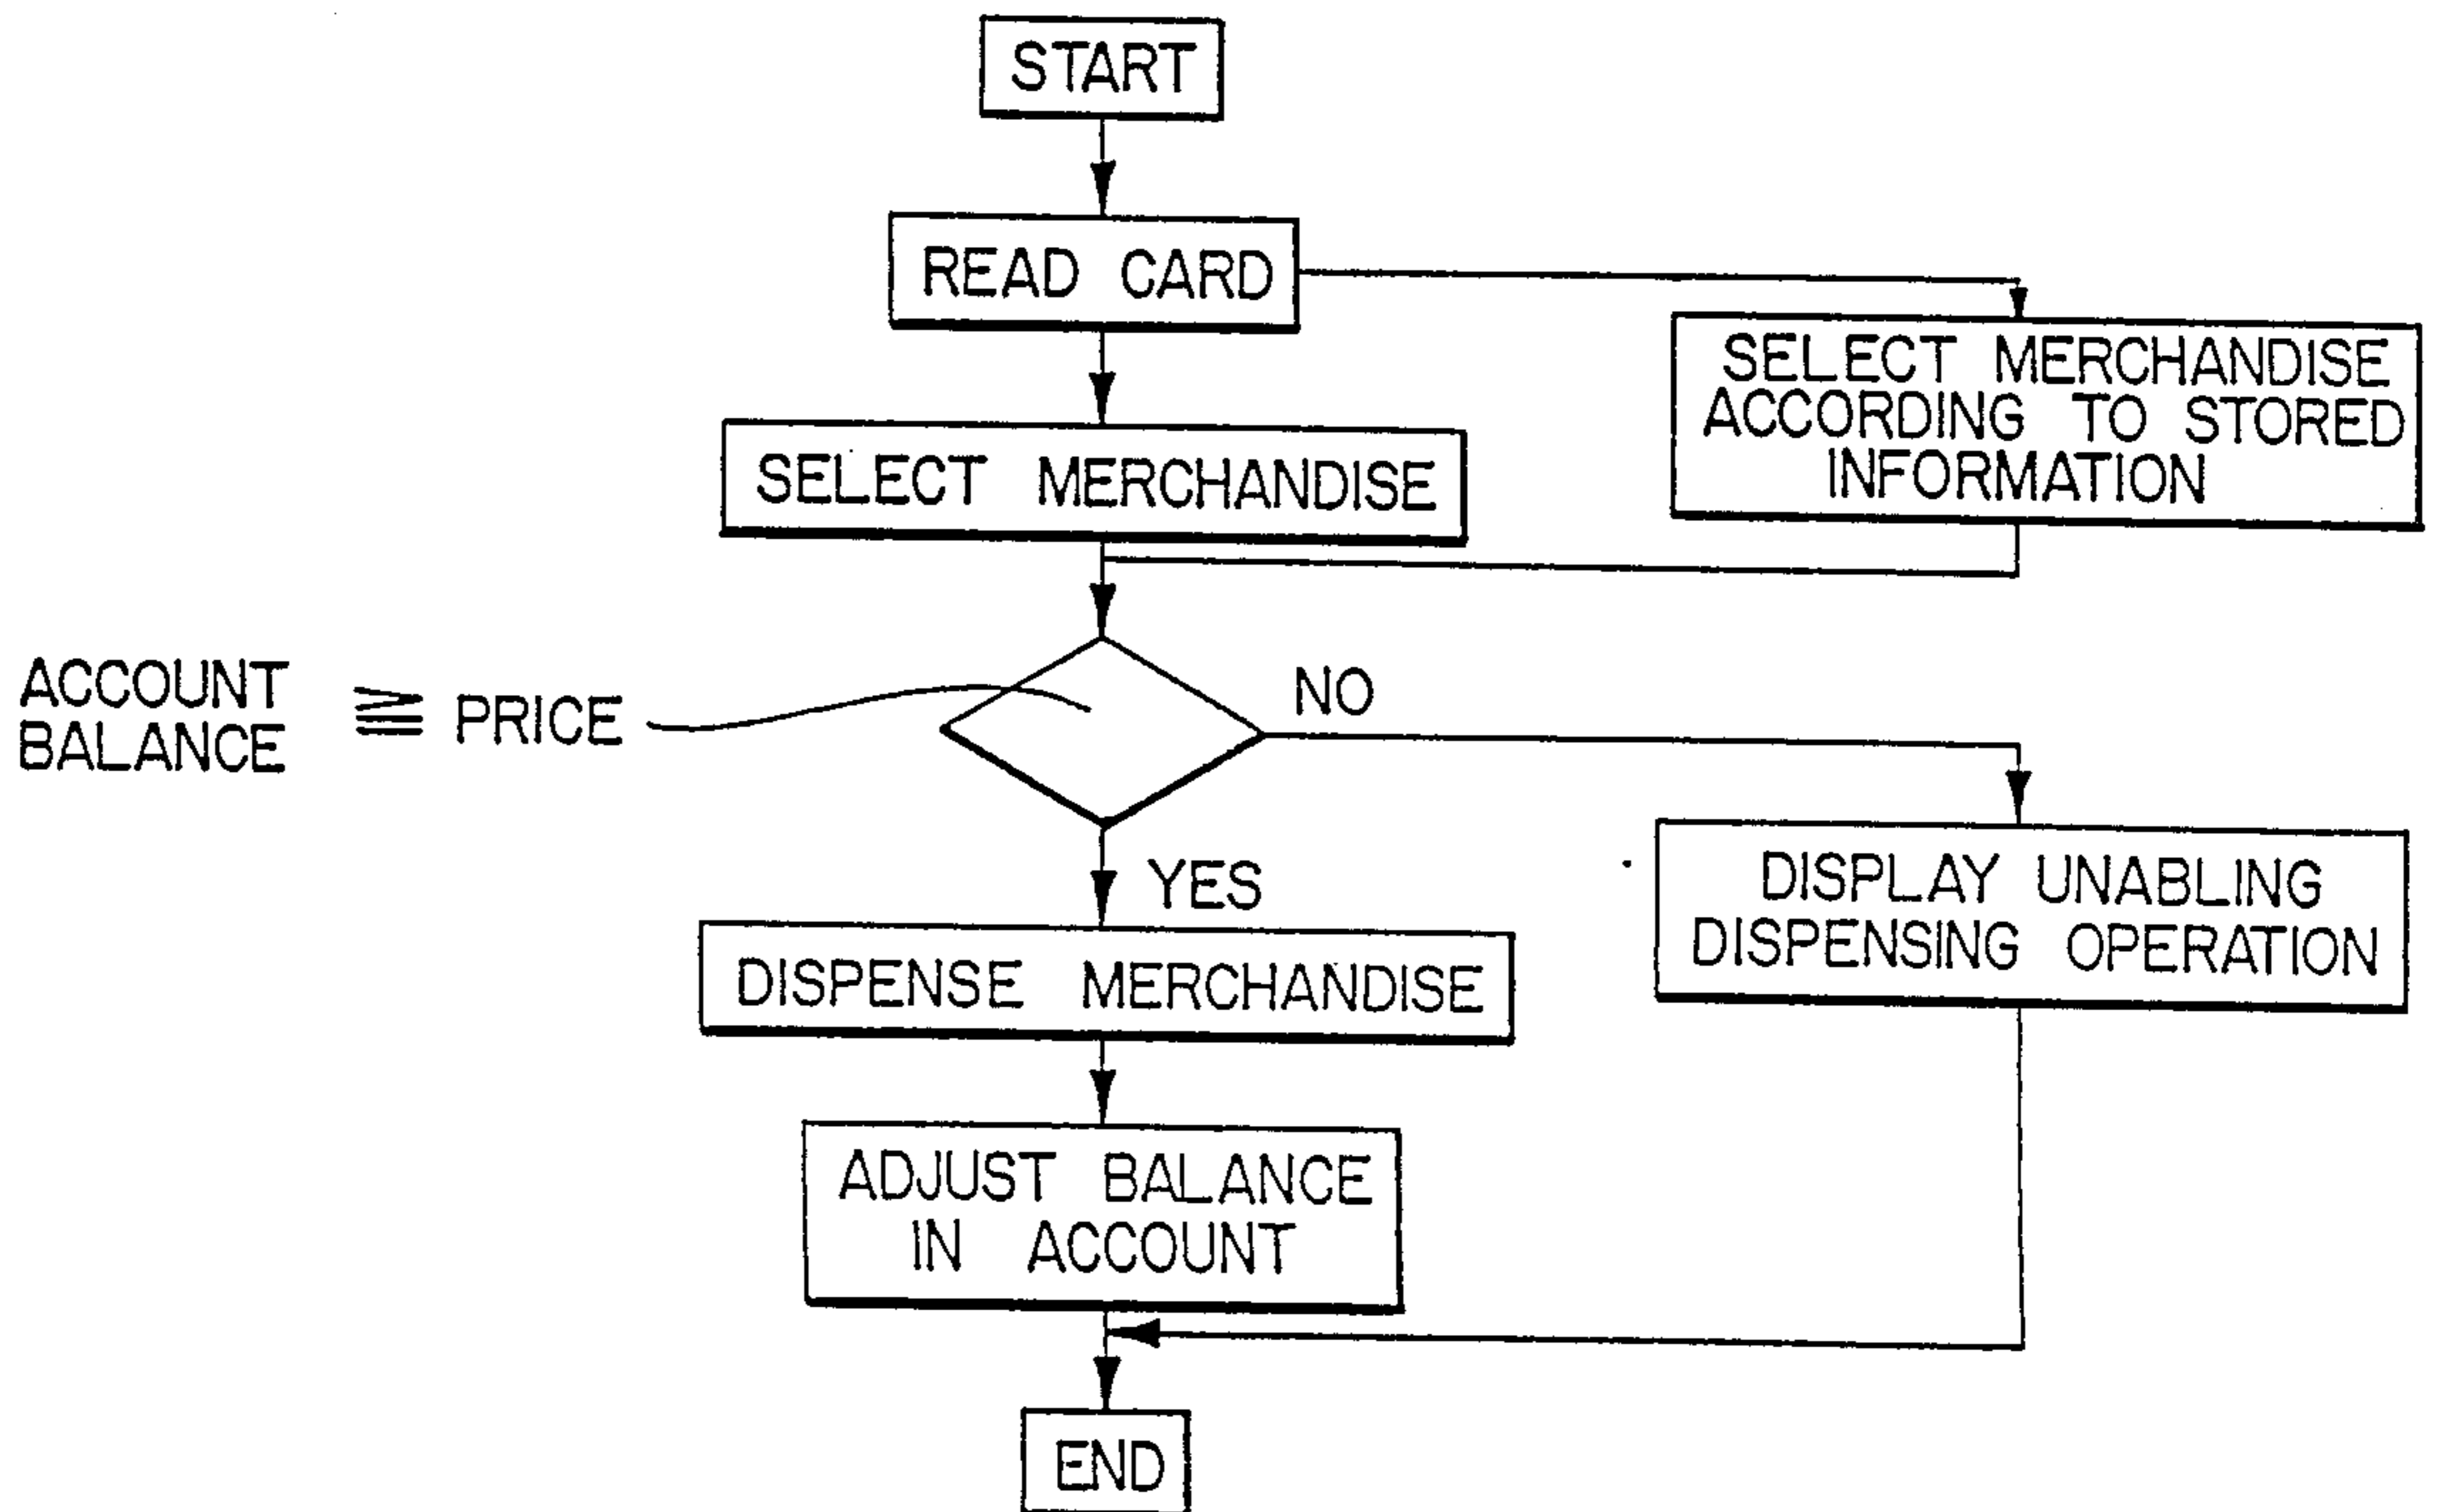 START
READ CARD
SELECT MERCHANDISE
ACCORDING TO STORED
INFORMATION
SELECT MERCHANDISE
ACCOUNT
BALANCE
≧ PRICE
NO
YES
DISPLAY UNABLING
DISPENSING OPERATION
DISPENSE MERCHANDISE
ADJUST BALANCE
IN ACCOUNT
END